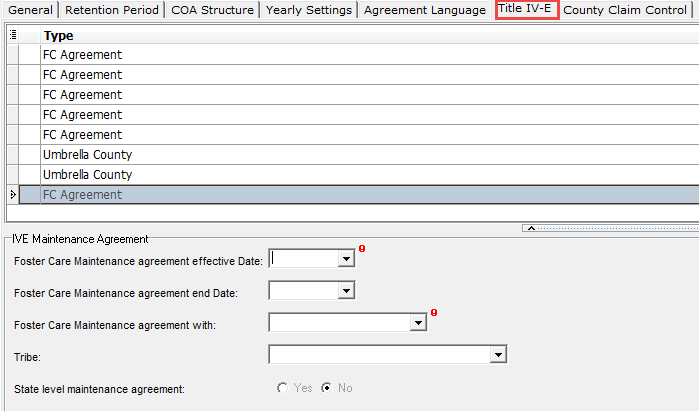 General Retention Period COA Structure Yearly Settings Agreement Language Title IV-E County Claim Control
Type
FC Agreement
FC Agreement
FC Agreement
FC Agreement
FC Agreement
Umbrella County
Umbrella County
FC Agreement
IVE Maintenance Agreement
Foster Care Maintenance agreement effective Date:
Foster Care Maintenance agreement end Date:
Foster Care Maintenance agreement with:
Tribe:
State level maintenance agreement: Yes No